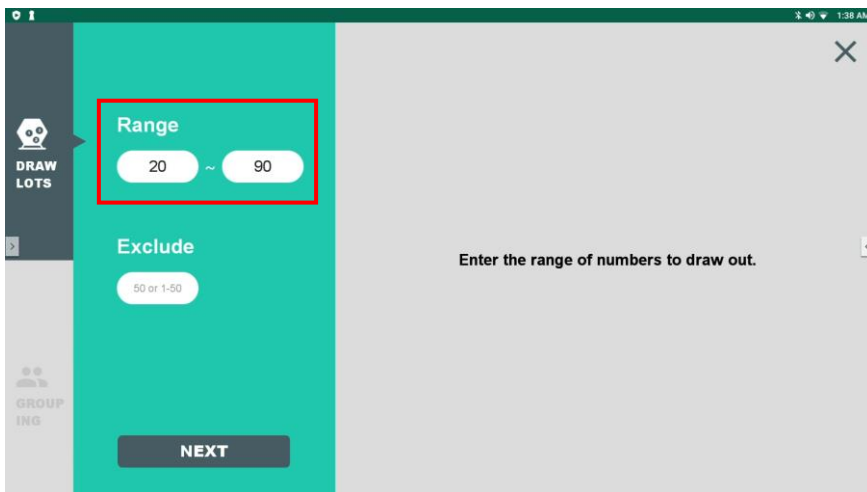 1:38 AM
DRAW
LOTS
Range
20 ~ 90
Exclude
50 or 1-50
Enter the range of numbers to draw out.
GROUP
ING
NEXT